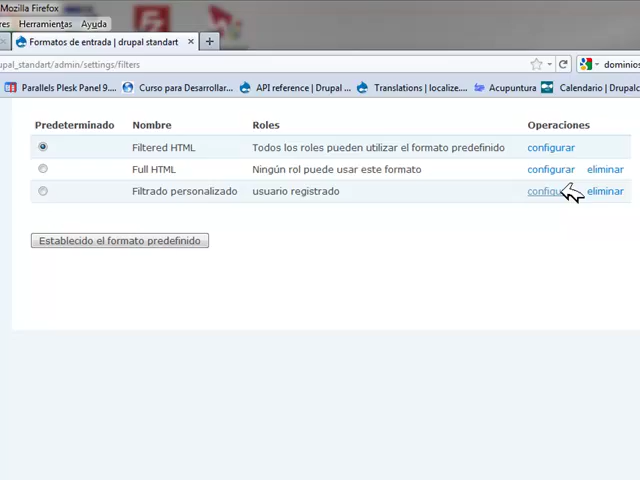 Mozilla Firefox
Herramientas Ayuda
Formatos de entrada | drupal standart
upal_standart/admin/settings/filters
dominios
Parallels Plesk Panel 9.... Curso para Desarrollar... API reference | Drupal ... Translations | localize.... Acupuntura Calendario | Drupalc
Predeterminado Nombre Roles Operaciones
Filtered HTML Todos los roles pueden utilizar el formato predefinido configurar
Full HTML Ningún rol puede usar este formato configurar eliminar
Filtrado personalizado usuario registrado eliminar
Establecido el formato predefinido